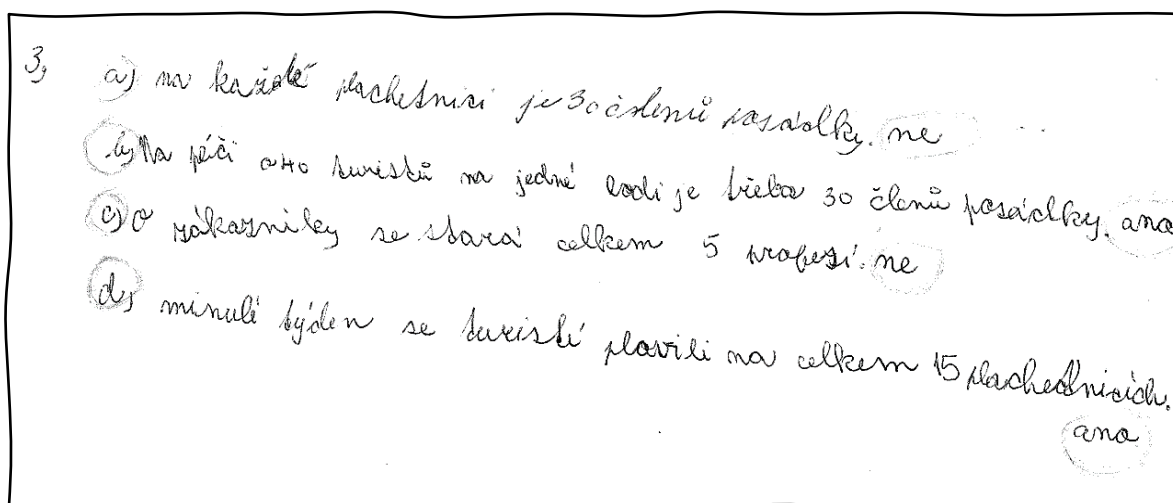 3, a) na každé plachetnici je 30 členů posádky. ne
b) Na péči o 40 turistů na jedné lodi je třeba 30 členů posádky. ano
c) O zákazníky se stará celkem 5 profesí. ne
d) minulí týden se turisté plavili na celkem 15 plachetnicích.
ano